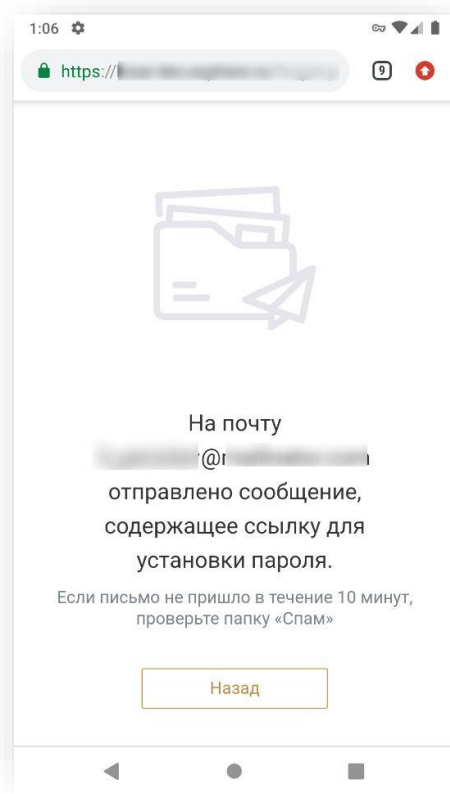 1:06
https://
9
На почту
@
отправлено сообщение,
содержащее ссылку для
установки пароля.
Если письмо не пришло в течение 10 минут,
проверьте папку «Спам»
Назад